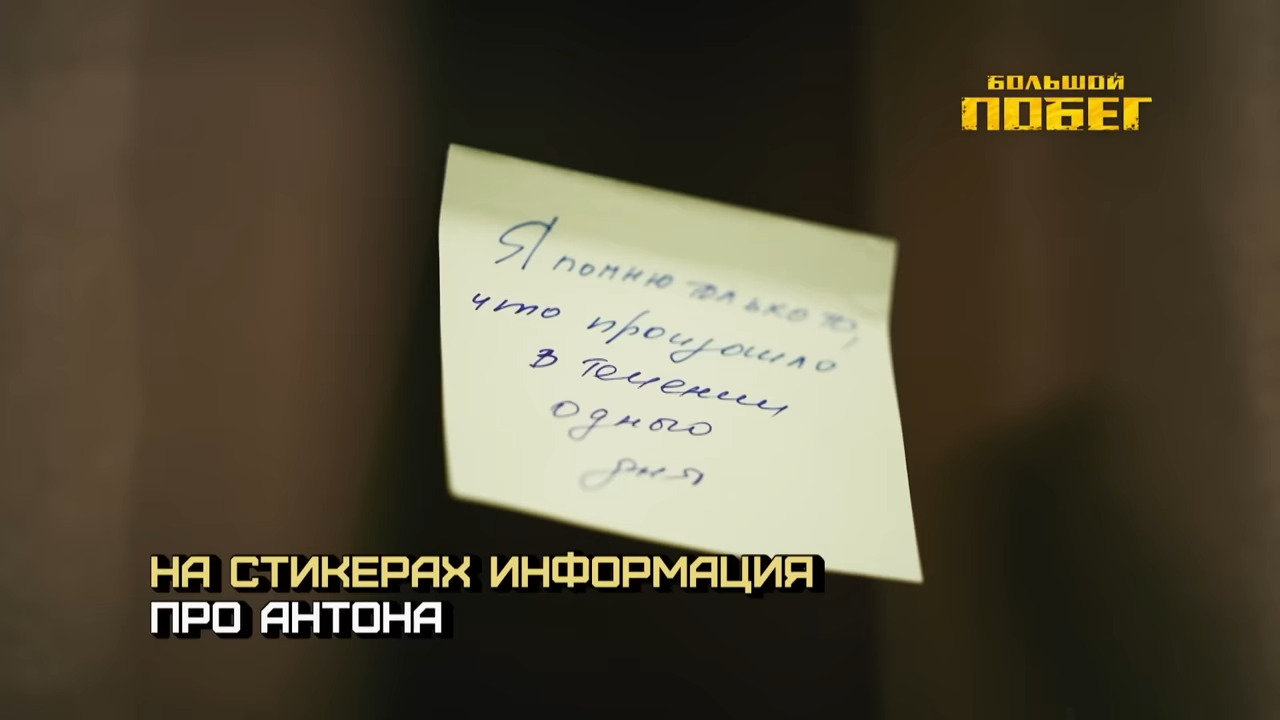 БОЛЬШОЙ
ПОБЕГ
Я помню только то,
что произошло
в течении
одного
дня
НА СТИКЕРАХ ИНФОРМАЦИЯ
ПРО АНТОНА